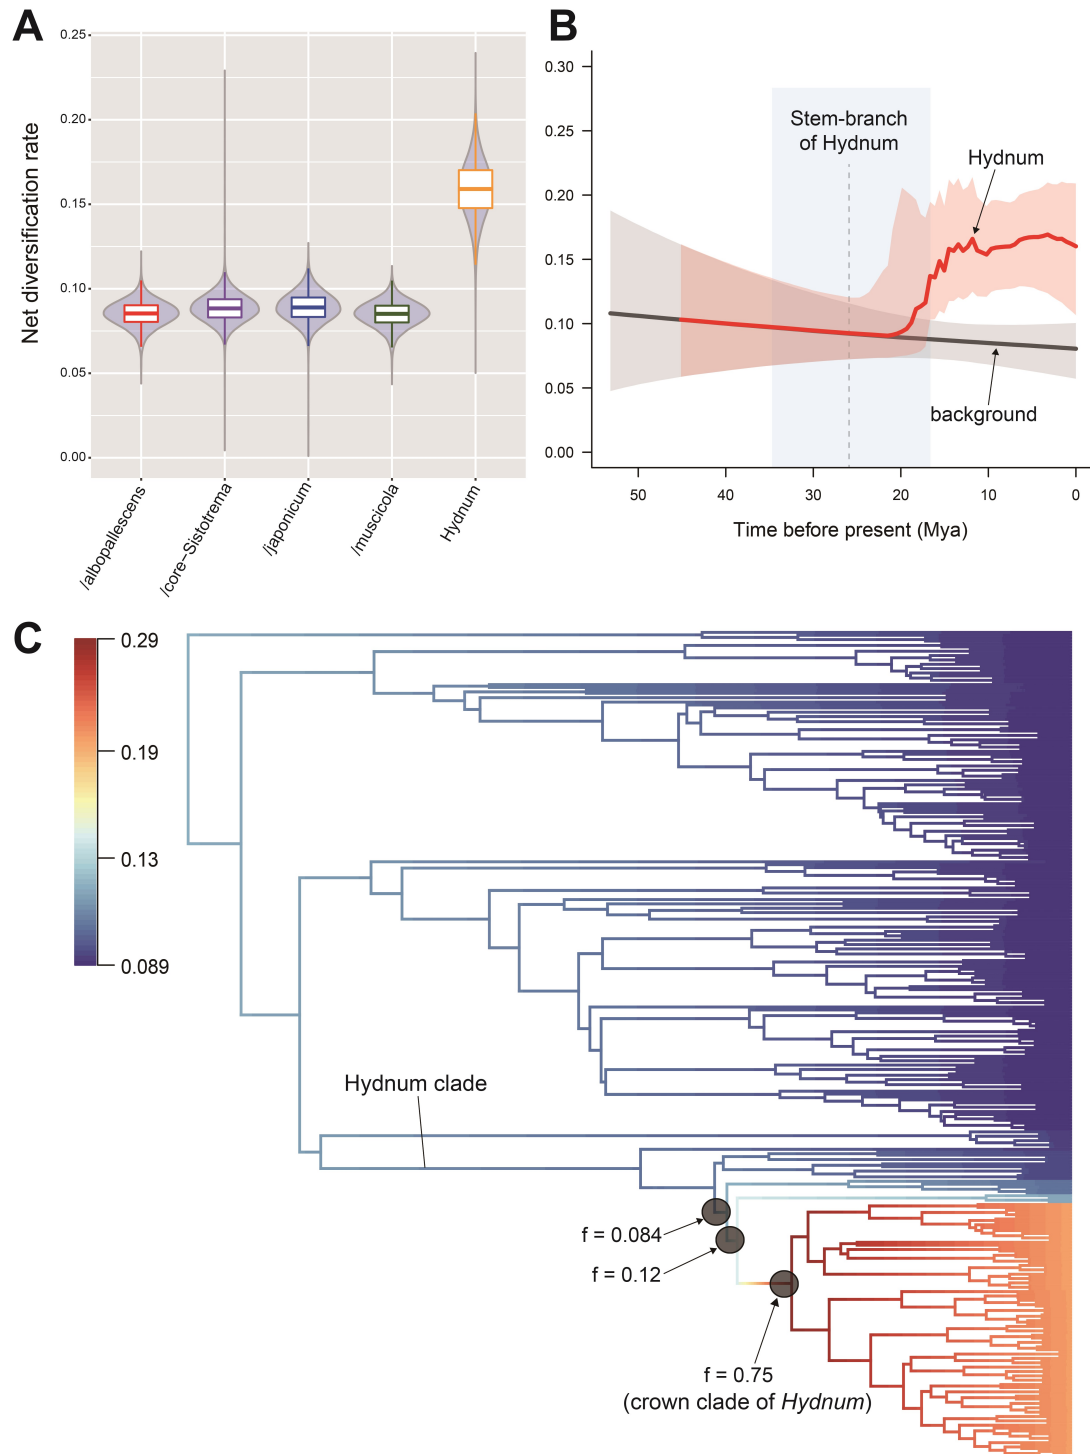 A
Net diversification rate
0.25
0.20
0.15
0.10
0.05
0.00
/albopallescens
/core−Sistotrema
/japonicum
/muscicola
Hydnum
B
0.30
0.25
0.20
0.15
0.10
0.05
0.00
Stem-branch
of Hydnum
Hydnum
background
50
40
30
20
10
0
Time before present (Mya)
C
0.29
0.19
0.13
0.089
Hydnum clade
f = 0.084
f = 0.12
f = 0.75
(crown clade of Hydnum)